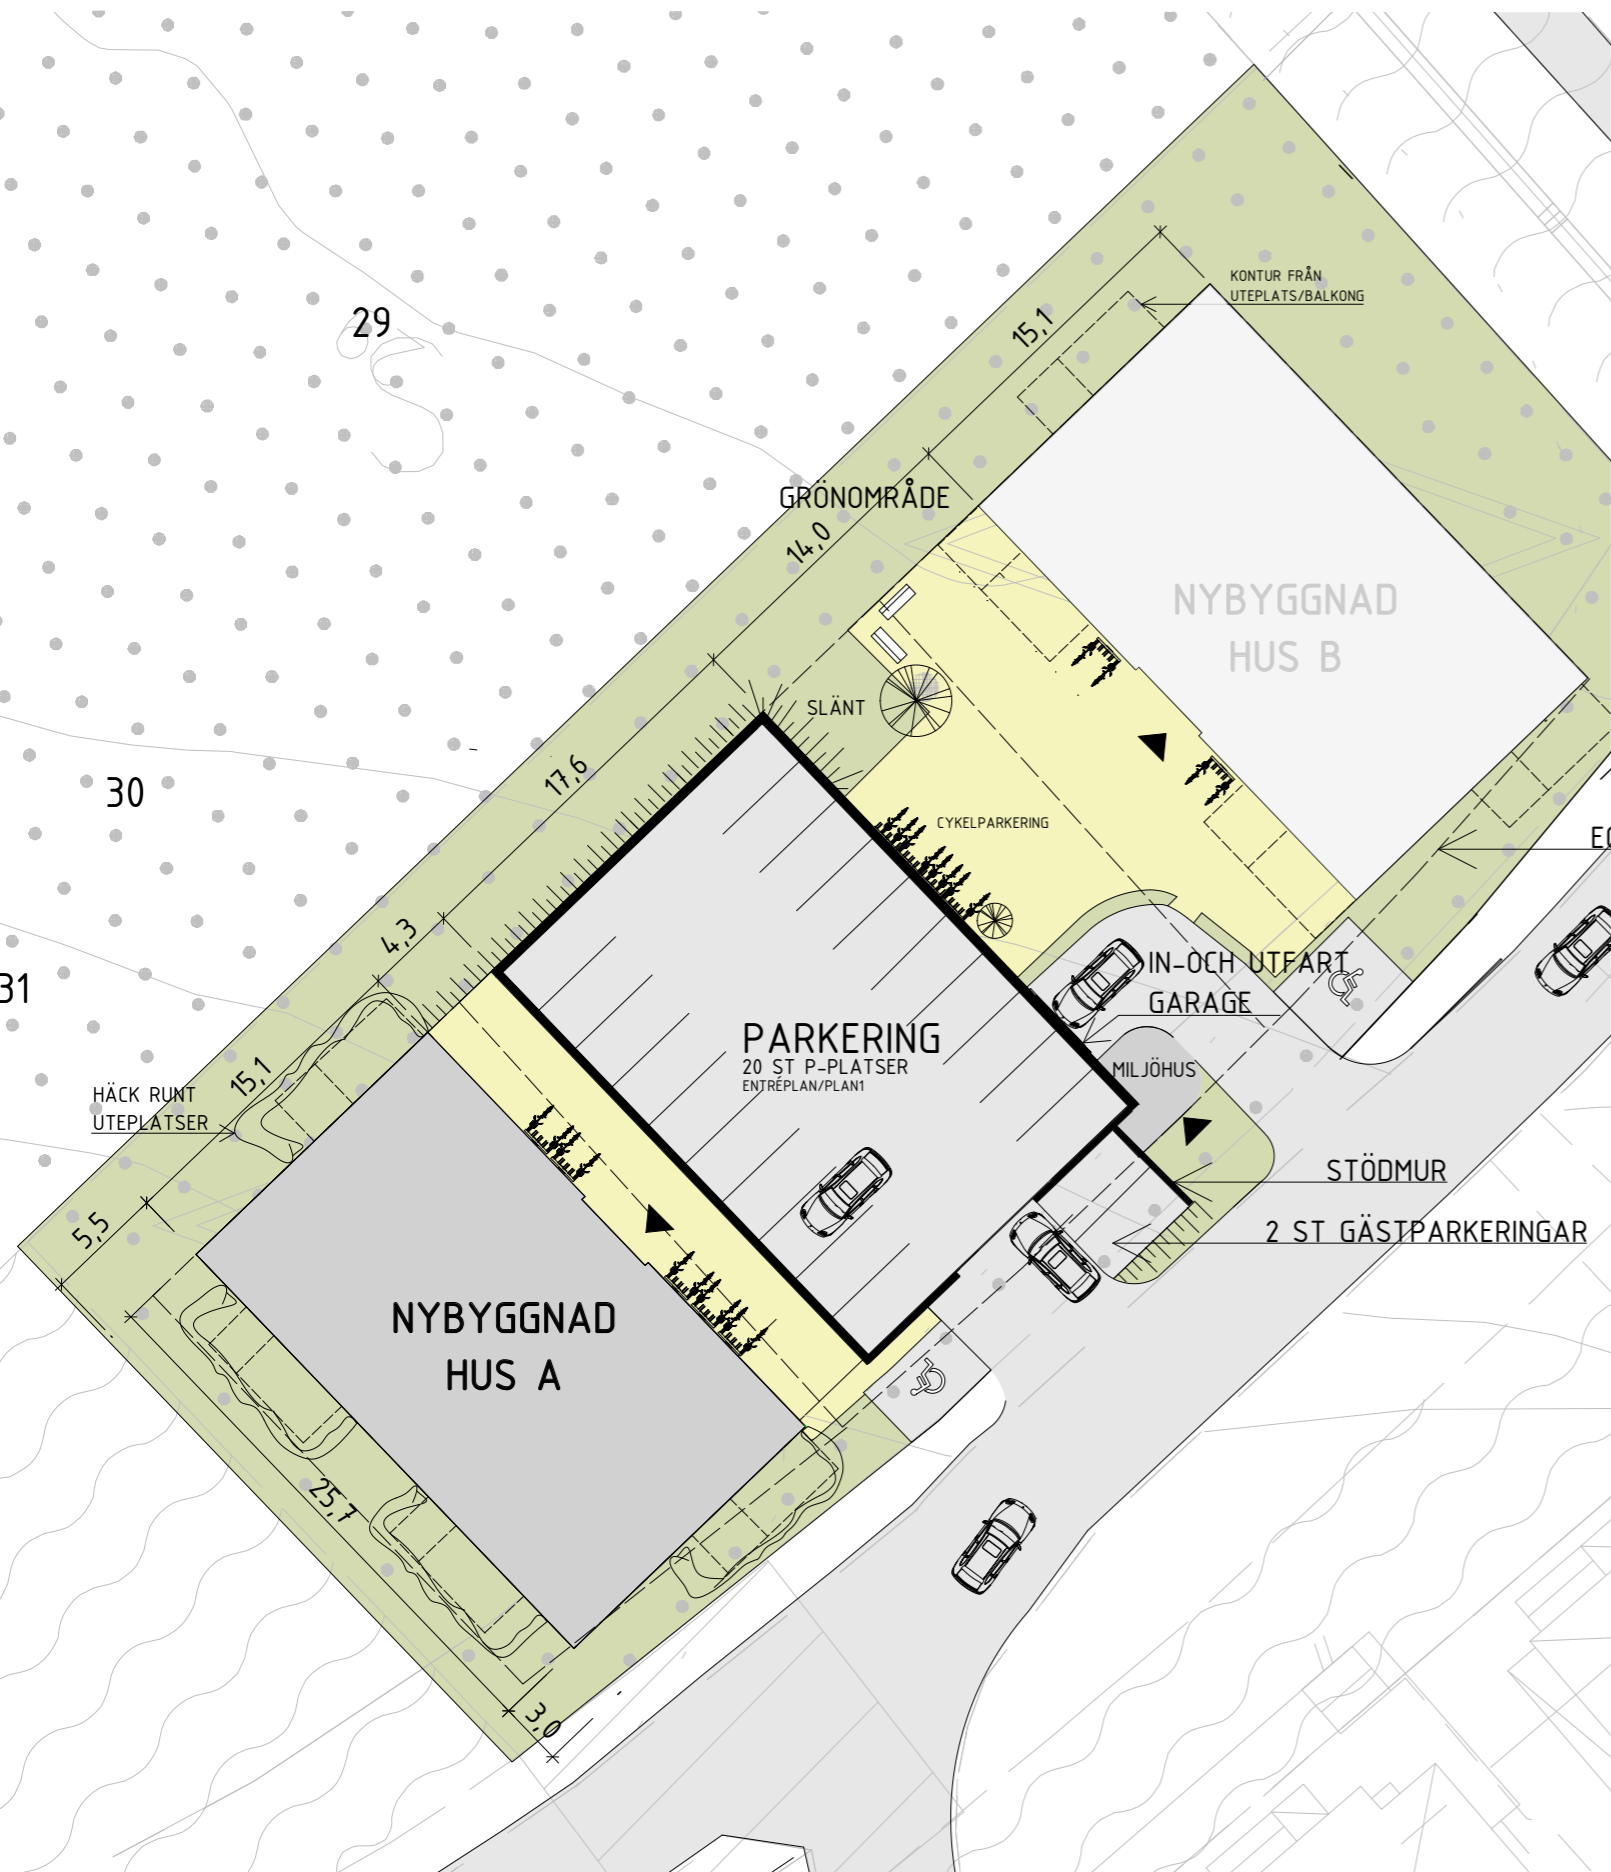 KONTUR FRÅN
UTEPLATS/BALKONG
29
15,1
GRÖNOMRÅDE
14,0
NYBYGGNAD
HUS B
SLÄNT
17,6
30
CYKELPARKERING
4,3
31
IN-OCH UTFART
GARAGE
PARKERING
20 ST P-PLATSER
ENTRÉPLAN/PLAN1
MILJÖHUS
15,1
HÄCK RUNT
UTEPLATSER
STÖDMUR
5,5
2 ST GÄSTPARKERINGAR
NYBYGGNAD
HUS A
25,7
3,0